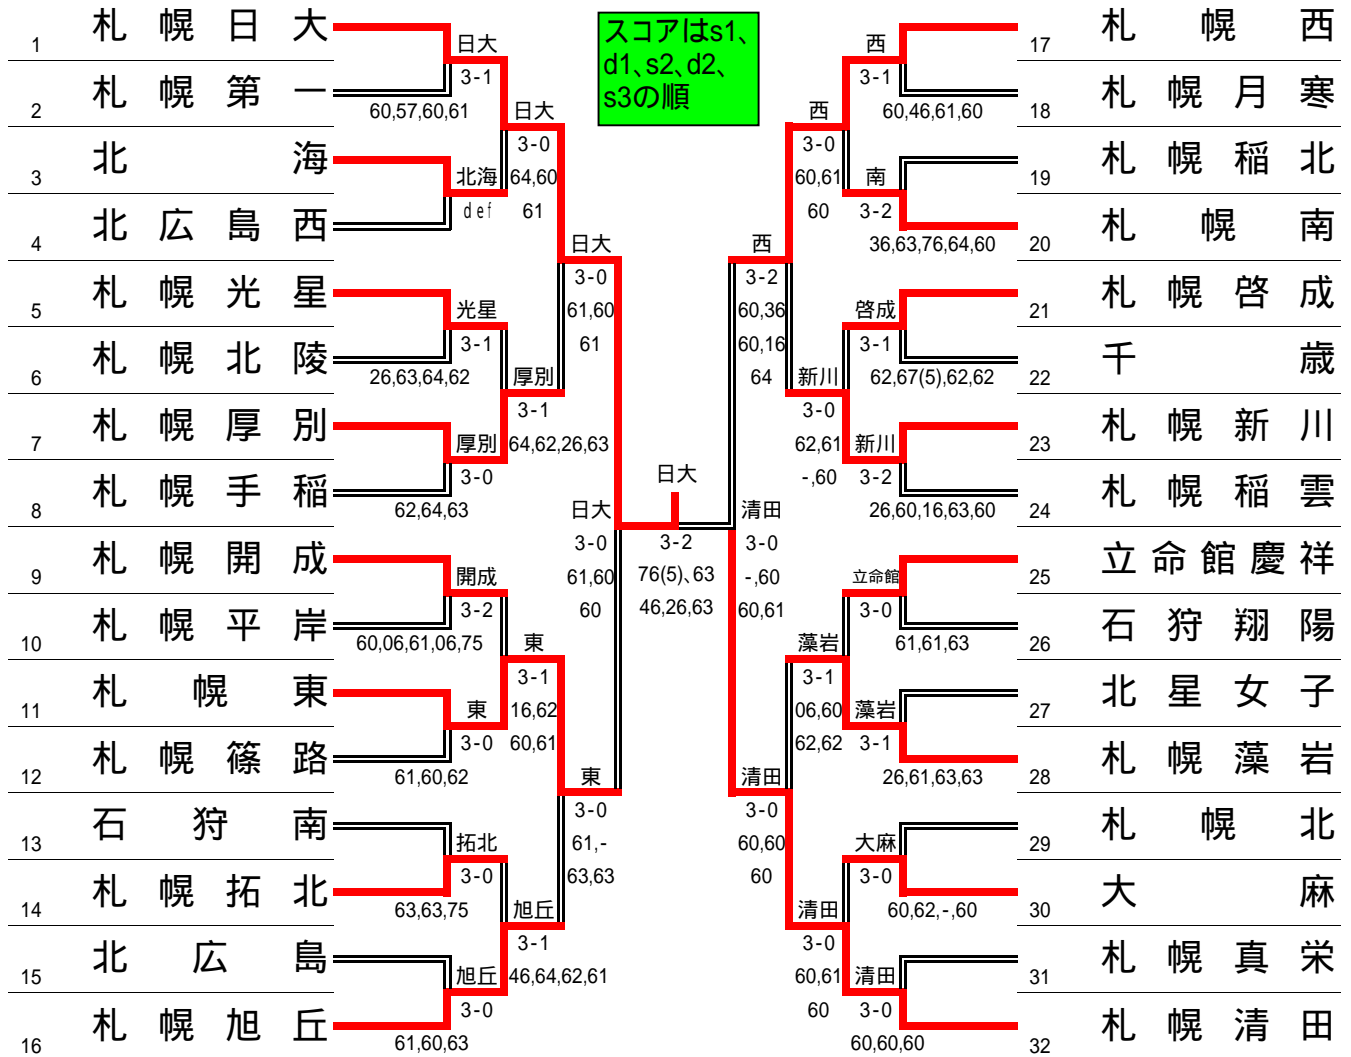 スコアはs1、
d1、s2、d2、
s3の順
1 札幌日大
2 札幌第一
3 北海
4 北広島西
5 札幌光星
6 札幌北陵
7 札幌厚別
8 札幌手稲
9 札幌開成
10 札幌平岸
11 札幌東
12 札幌篠路
13 石狩南
14 札幌拓北
15 北広島
16 札幌旭丘
日大
3-1
60,57,60,61
北海
def
光星
3-1
26,63,64,62
厚別
3-0
62,64,63
開成
3-2
60,06,61,06,75
東
3-0
61,60,62
拓北
3-0
63,63,75
旭丘
3-0
61,60,63
日大
3-0
64,60
61
厚別
3-1
64,62,26,63
東
3-1
16,62
60,61
旭丘
3-1
46,64,62,61
日大
3-0
61,60
61
東
3-0
61,-
63,63
日大
3-0
61,60
60
日大
3-2
76(5)、63
46,26,63
清田
3-0
-,60
60,61
西
3-2
60,36
60,16
64
清田
3-0
60,60
60
西
3-0
60,61
60
新川
3-0
62,61
-,60
藻岩
3-1
06,60
62,62
清田
3-0
60,61
60
西
3-1
60,46,61,60
南
3-2
36,63,76,64,60
啓成
3-1
62,67(5),62,62
新川
3-2
26,60,16,63,60
立命館
3-0
61,61,63
藻岩
3-1
26,61,63,63
大麻
3-0
60,62,-,60
清田
3-0
60,60,60
17 札幌西
18 札幌月寒
19 札幌稲北
20 札幌南
21 札幌啓成
22 千歳
23 札幌新川
24 札幌稲雲
25 立命館慶祥
26 石狩翔陽
27 北星女子
28 札幌藻岩
29 札幌北
30 大麻
31 札幌真栄
32 札幌清田